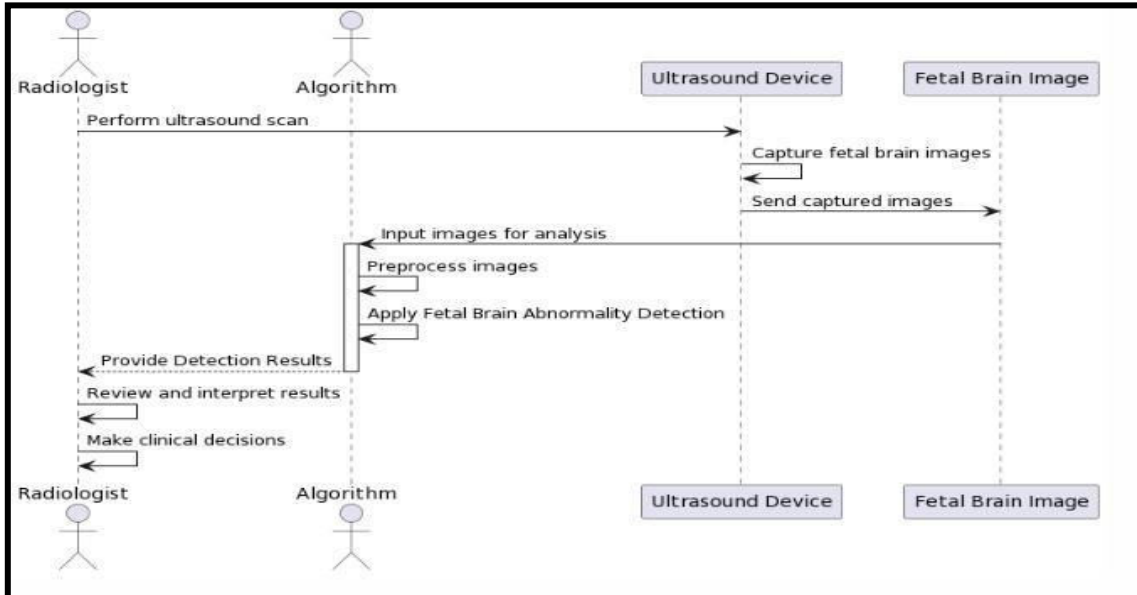 Radiologist
Algorithm
Ultrasound Device
Fetal Brain Image
Perform ultrasound scan
Capture fetal brain images
Send captured images
Input images for analysis
Preprocess images
Apply Fetal Brain Abnormality Detection
Provide Detection Results
Review and interpret results
Make clinical decisions
Radiologist
Algorithm
Ultrasound Device
Fetal Brain Image